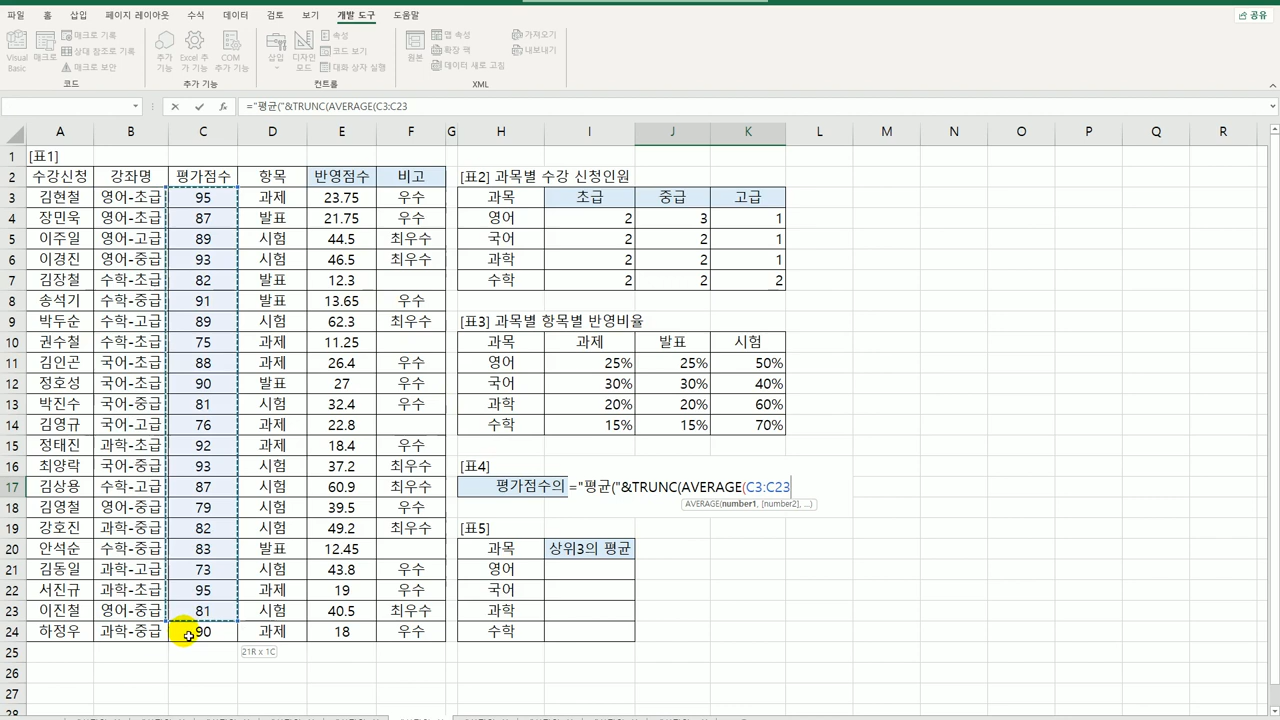 파일 홈 삽입 페이지 레이아웃 수식 데이터 검토 보기 개발 도구 도움말 공유
Visual Basic 매크로 매크로 기록 상대 참조로 기록 매크로 보안 추가 기능 Excel 추가 기능 COM 추가 기능 삽입 디자인 모드 속성 코드 보기 대화 상자 실행 원본 맵 속성 확장 팩 데이터 새로 고침 가져오기 내보내기
코드 추가 기능 컨트롤 XML
="평균("&TRUNC(AVERAGE(C3:C23
A B C D E F G H I J K L M N O P Q R
1 [표1]
2 수강신청 강좌명 평가점수 항목 반영점수 비고 [표2] 과목별 수강 신청인원
3 김현철 영어-초급 95 과제 23.75 우수 과목 초급 중급 고급
4 장민욱 영어-초급 87 발표 21.75 우수 영어 2 3 1
5 이주일 영어-고급 89 시험 44.5 최우수 국어 2 2 1
6 이경진 영어-중급 93 시험 46.5 최우수 과학 2 2 1
7 김장철 수학-초급 82 발표 12.3 수학 2 2 2
8 송석기 수학-중급 91 발표 13.65 우수
9 박두순 수학-고급 89 시험 62.3 최우수 [표3] 과목별 항목별 반영비율
10 권수철 수학-초급 75 과제 11.25 과목 과제 발표 시험
11 김인곤 국어-초급 88 과제 26.4 우수 영어 25% 25% 50%
12 정호성 국어-초급 90 발표 27 우수 국어 30% 30% 40%
13 박진수 국어-중급 81 시험 32.4 우수 과학 20% 20% 60%
14 김영규 국어-고급 76 과제 22.8 수학 15% 15% 70%
15 정태진 과학-초급 92 과제 18.4 우수
16 최양락 국어-중급 93 시험 37.2 최우수 [표4]
17 김상용 수학-고급 87 시험 60.9 최우수 평가점수의 ="평균("&TRUNC(AVERAGE(C3:C23
18 김영철 영어-중급 79 시험 39.5 우수 AVERAGE(number1, [number2], ...)
19 강호진 과학-중급 82 시험 49.2 최우수 [표5]
20 안석순 수학-중급 83 발표 12.45 과목 상위3의 평균
21 김동일 과학-고급 73 시험 43.8 우수 영어
22 서진규 과학-초급 95 과제 19 우수 국어
23 이진철 영어-중급 81 시험 40.5 최우수 과학
24 하정우 과학-중급 90 과제 18 우수 수학
25 21R x 1C
26
27
28